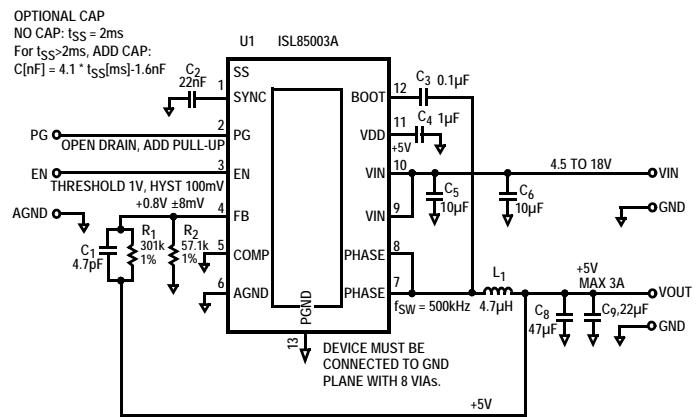 OPTIONAL CAP
NO CAP: tSS = 2ms
For tSS>2ms, ADD CAP:
C[nF] = 4.1 * tSS[ms]-1.6nF
U1 ISL85003A
C2
22nF
1
SS
SYNC
PG
OPEN DRAIN, ADD PULL-UP
2
PG
EN
THRESHOLD 1V, HYST 100mV
3
EN
AGND
+0.8V ±8mV
4
FB
C1
4.7pF
R1
301k
1%
R2
57.1k
1%
5
COMP
6
AGND
PGND
13
BOOT
12
C3 0.1µF
VDD
11
C4 1µF
+5V
VIN
10
4.5 TO 18V
VIN
C5
10µF
C6
10µF
GND
VIN
9
PHASE
8
PHASE
7
fSW = 500kHz
L1
4.7µH
+5V
MAX 3A
VOUT
C8
47µF
C9,22µF
GND
DEVICE MUST BE
CONNECTED TO GND
PLANE WITH 8 VIAs.
+5V